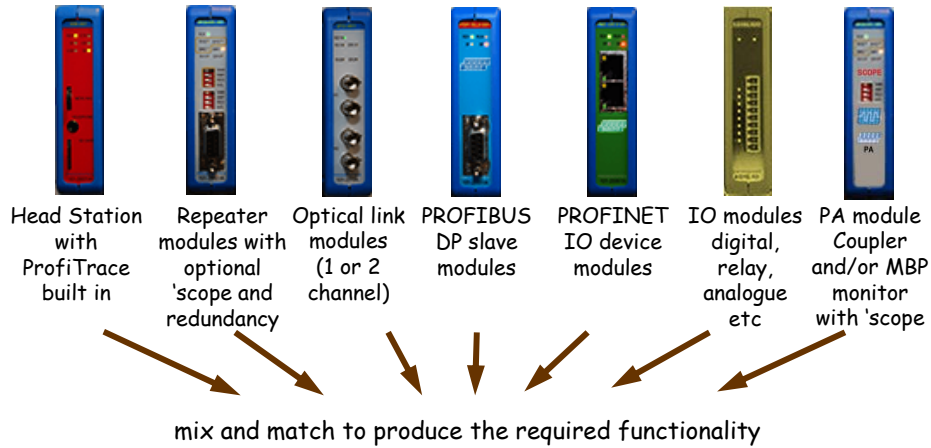 SCOPE
PA
Head Station
with
ProfiTrace
built in
Repeater
modules with
optional
‘scope and
redundancy
Optical link
modules
(1 or 2
channel)
PROFIBUS
DP slave
modules
PROFINET
IO device
modules
IO modules
digital,
relay,
analogue
etc
PA module
Coupler
and/or MBP
monitor
with ‘scope
mix and match to produce the required functionality